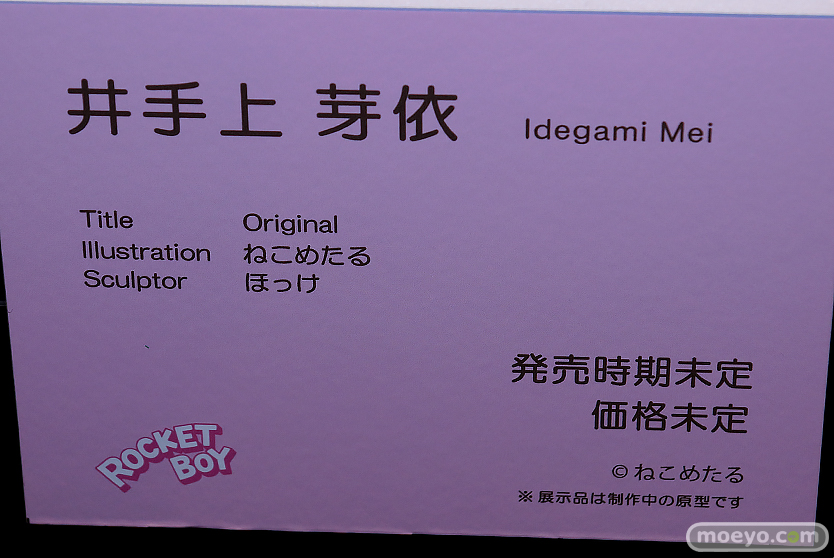 井手上 芽依 Idegami Mei
Title Original
Illustration ねこめたる
Sculptor ほっけ
発売時期未定
価格未定
ROCKET
BOY
© ねこめたる
※ 展示品は制作中の原型です
moeyo.com